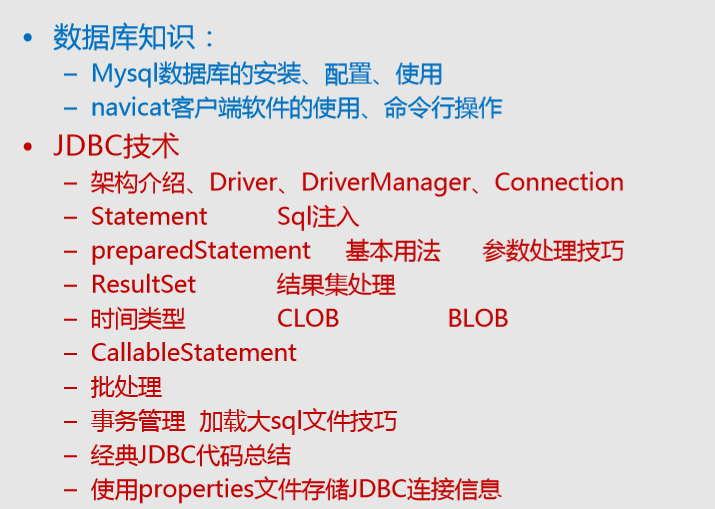 • 数据库知识：
– Mysql数据库的安装、配置、使用
– navicat客户端软件的使用、命令行操作
• JDBC技术
– 架构介绍、Driver、DriverManager、Connection
– Statement Sql注入
– preparedStatement 基本用法 参数处理技巧
– ResultSet 结果集处理
– 时间类型 CLOB BLOB
– CallableStatement
– 批处理
– 事务管理 加载大sql文件技巧
– 经典JDBC代码总结
– 使用properties文件存储JDBC连接信息